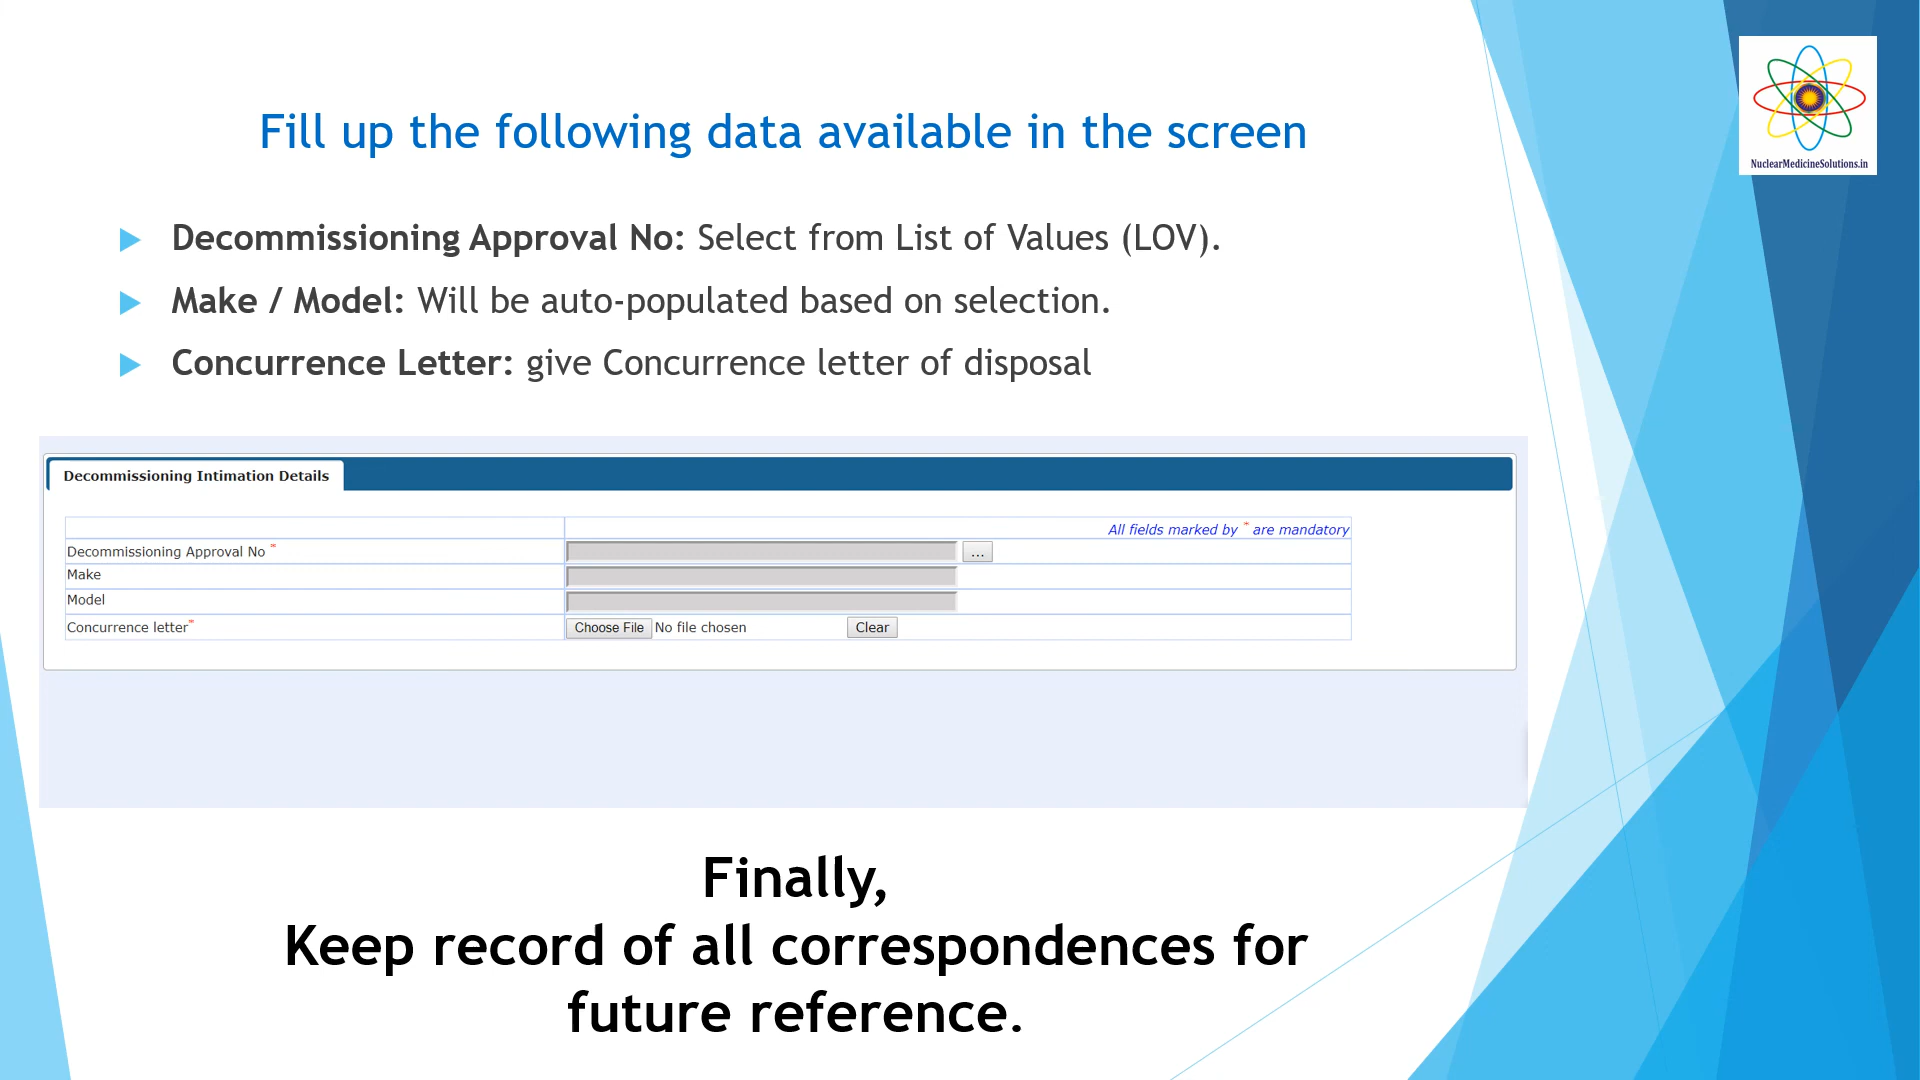 NuclearMedicineSolutions.in
Fill up the following data available in the screen
Decommissioning Approval No: Select from List of Values (LOV).
Make / Model: Will be auto-populated based on selection.
Concurrence Letter: give Concurrence letter of disposal
Decommissioning Intimation Details
All fields marked by * are mandatory
Decommissioning Approval No * ...
Make
Model
Concurrence letter* Choose File No file chosen Clear
Finally,
Keep record of all correspondences for
future reference.